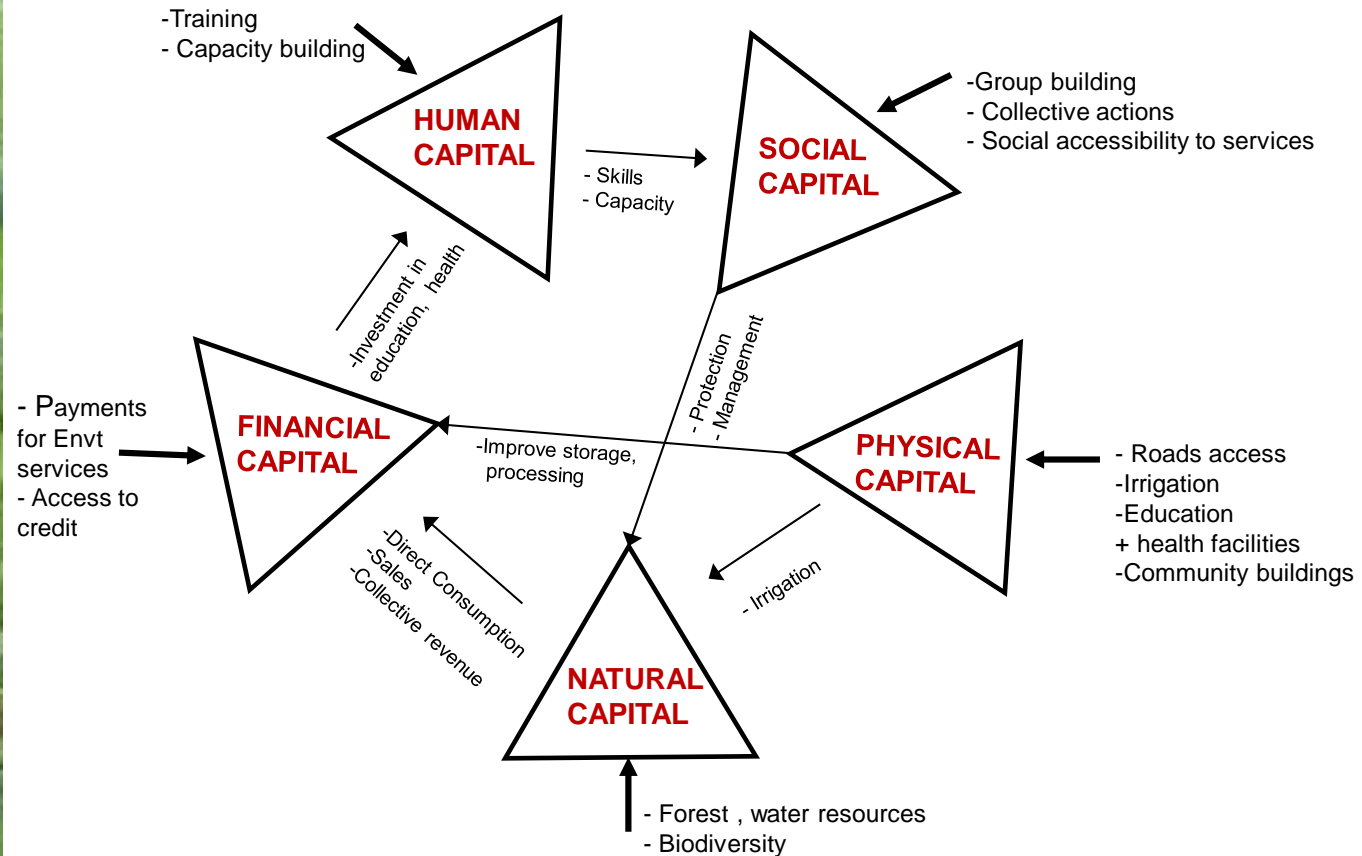 -Training
- Capacity building
HUMAN
CAPITAL
- Skills
- Capacity
SOCIAL
CAPITAL
-Group building
- Collective actions
- Social accessibility to services
-Investment in
education, health
- Protection
- Management
- Payments
for Envt
services
- Access to
credit
FINANCIAL
CAPITAL
-Improve storage,
processing
PHYSICAL
CAPITAL
- Roads access
-Irrigation
-Education
+ health facilities
-Community buildings
-Direct Consumption
-Sales
-Collective revenue
- Irrigation
NATURAL
CAPITAL
- Forest , water resources
- Biodiversity